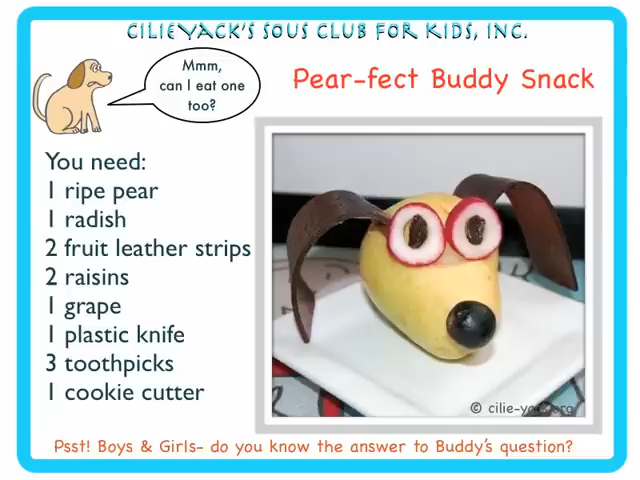 CILIEYACK'S SOUS CLUB FOR KIDS, INC.
Mmm,
can I eat one
too?
Pear-fect Buddy Snack
You need:
1 ripe pear
1 radish
2 fruit leather strips
2 raisins
1 grape
1 plastic knife
3 toothpicks
1 cookie cutter
© cilie-yack.org
Psst! Boys & Girls- do you know the answer to Buddy's question?